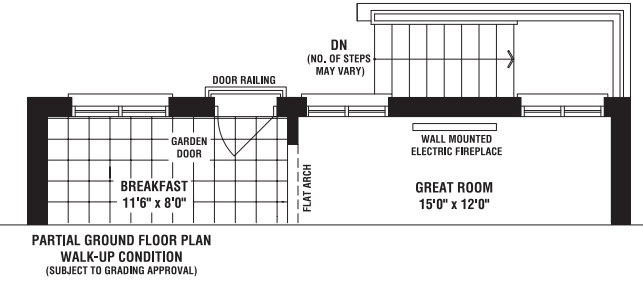 DN
(NO. OF STEPS
MAY VARY)
DOOR RAILING
GARDEN
DOOR
WALL MOUNTED
ELECTRIC FIREPLACE
BREAKFAST
11'6" x 8'0"
FLAT ARCH
GREAT ROOM
15'0" x 12'0"
PARTIAL GROUND FLOOR PLAN
WALK-UP CONDITION
(SUBJECT TO GRADING APPROVAL)